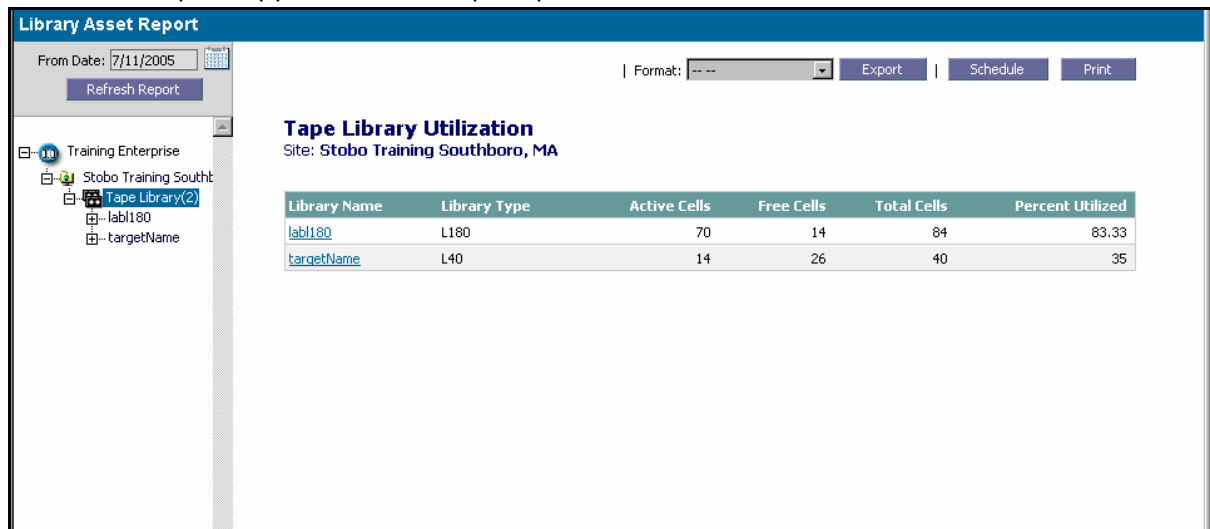 Library Asset Report
From Date: 7/11/2005
Refresh Report
| Format: -- -- Export | Schedule Print
Training Enterprise
Stobo Training Southb
Tape Library(2)
labl180
targetName
Tape Library Utilization
Site: Stobo Training Southboro, MA
Library Name Library Type Active Cells Free Cells Total Cells Percent Utilized
labl180 L180 70 14 84 83.33
targetName L40 14 26 40 35